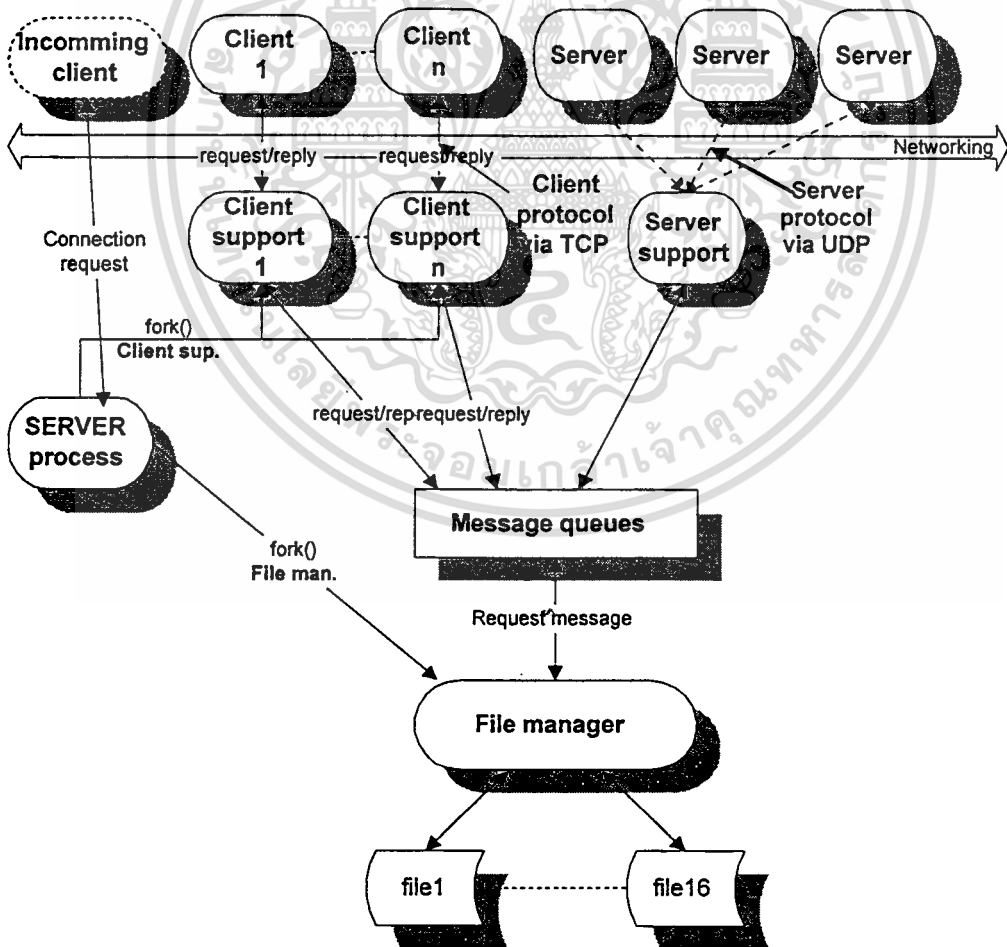 Incomming
client
Client
1
Client
n
Server
Server
Server
Networking
request/reply
request/reply
Client
protocol
via TCP
Server
protocol
via UDP
Connection
request
Client
support
1
Client
support
n
Server
support
fork()
Client sup.
request/rep
request/reply
SERVER
process
Message queues
fork()
File man.
Request message
File manager
file1
file16